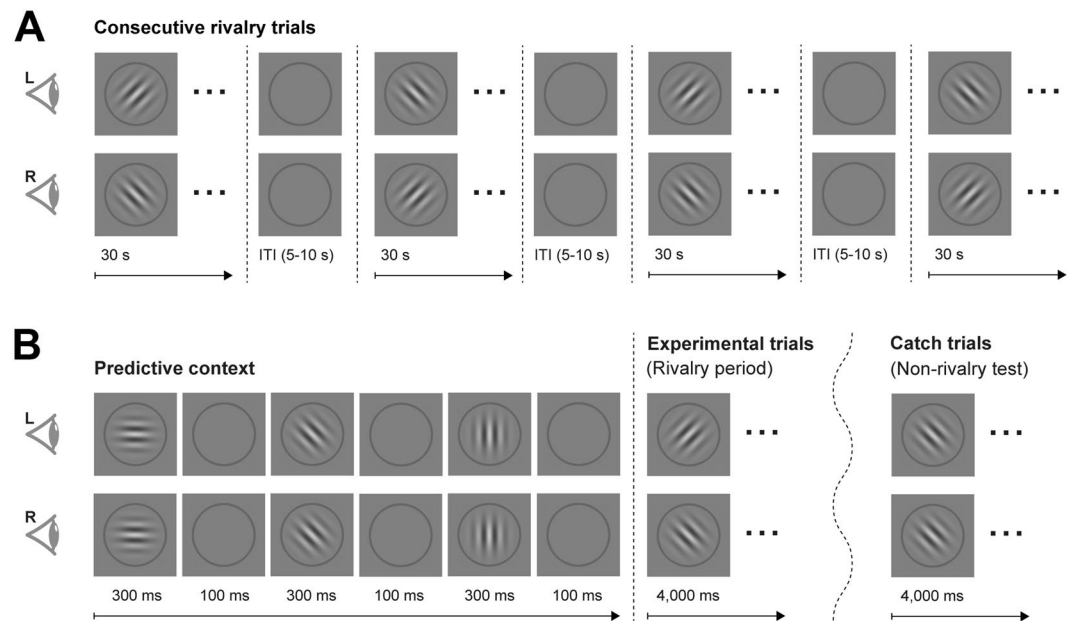 A
Consecutive rivalry trials
L
R
30 s
ITI (5-10 s)
30 s
ITI (5-10 s)
30 s
ITI (5-10 s)
30 s
B
Predictive context
Experimental trials
(Rivalry period)
Catch trials
(Non-rivalry test)
L
R
300 ms
100 ms
300 ms
100 ms
300 ms
100 ms
4,000 ms
4,000 ms